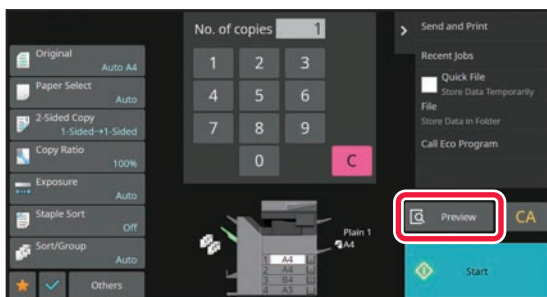 No. of copies 1
Original
Auto A4
Paper Select
Auto
2-Sided Copy
1-Sided→1-Sided
Copy Ratio
100%
Exposure
Auto
Staple Sort
Off
Sort/Group
Auto
Others
1 2 3
4 5 6
7 8 9
0 C
Plain 1
A4
1 A4
2 A4
3 B4
4 A3
Send and Print
Recent Jobs
Quick File
Store Data Temporarily
File
Store Data in Folder
Call Eco Program
Preview CA
Start